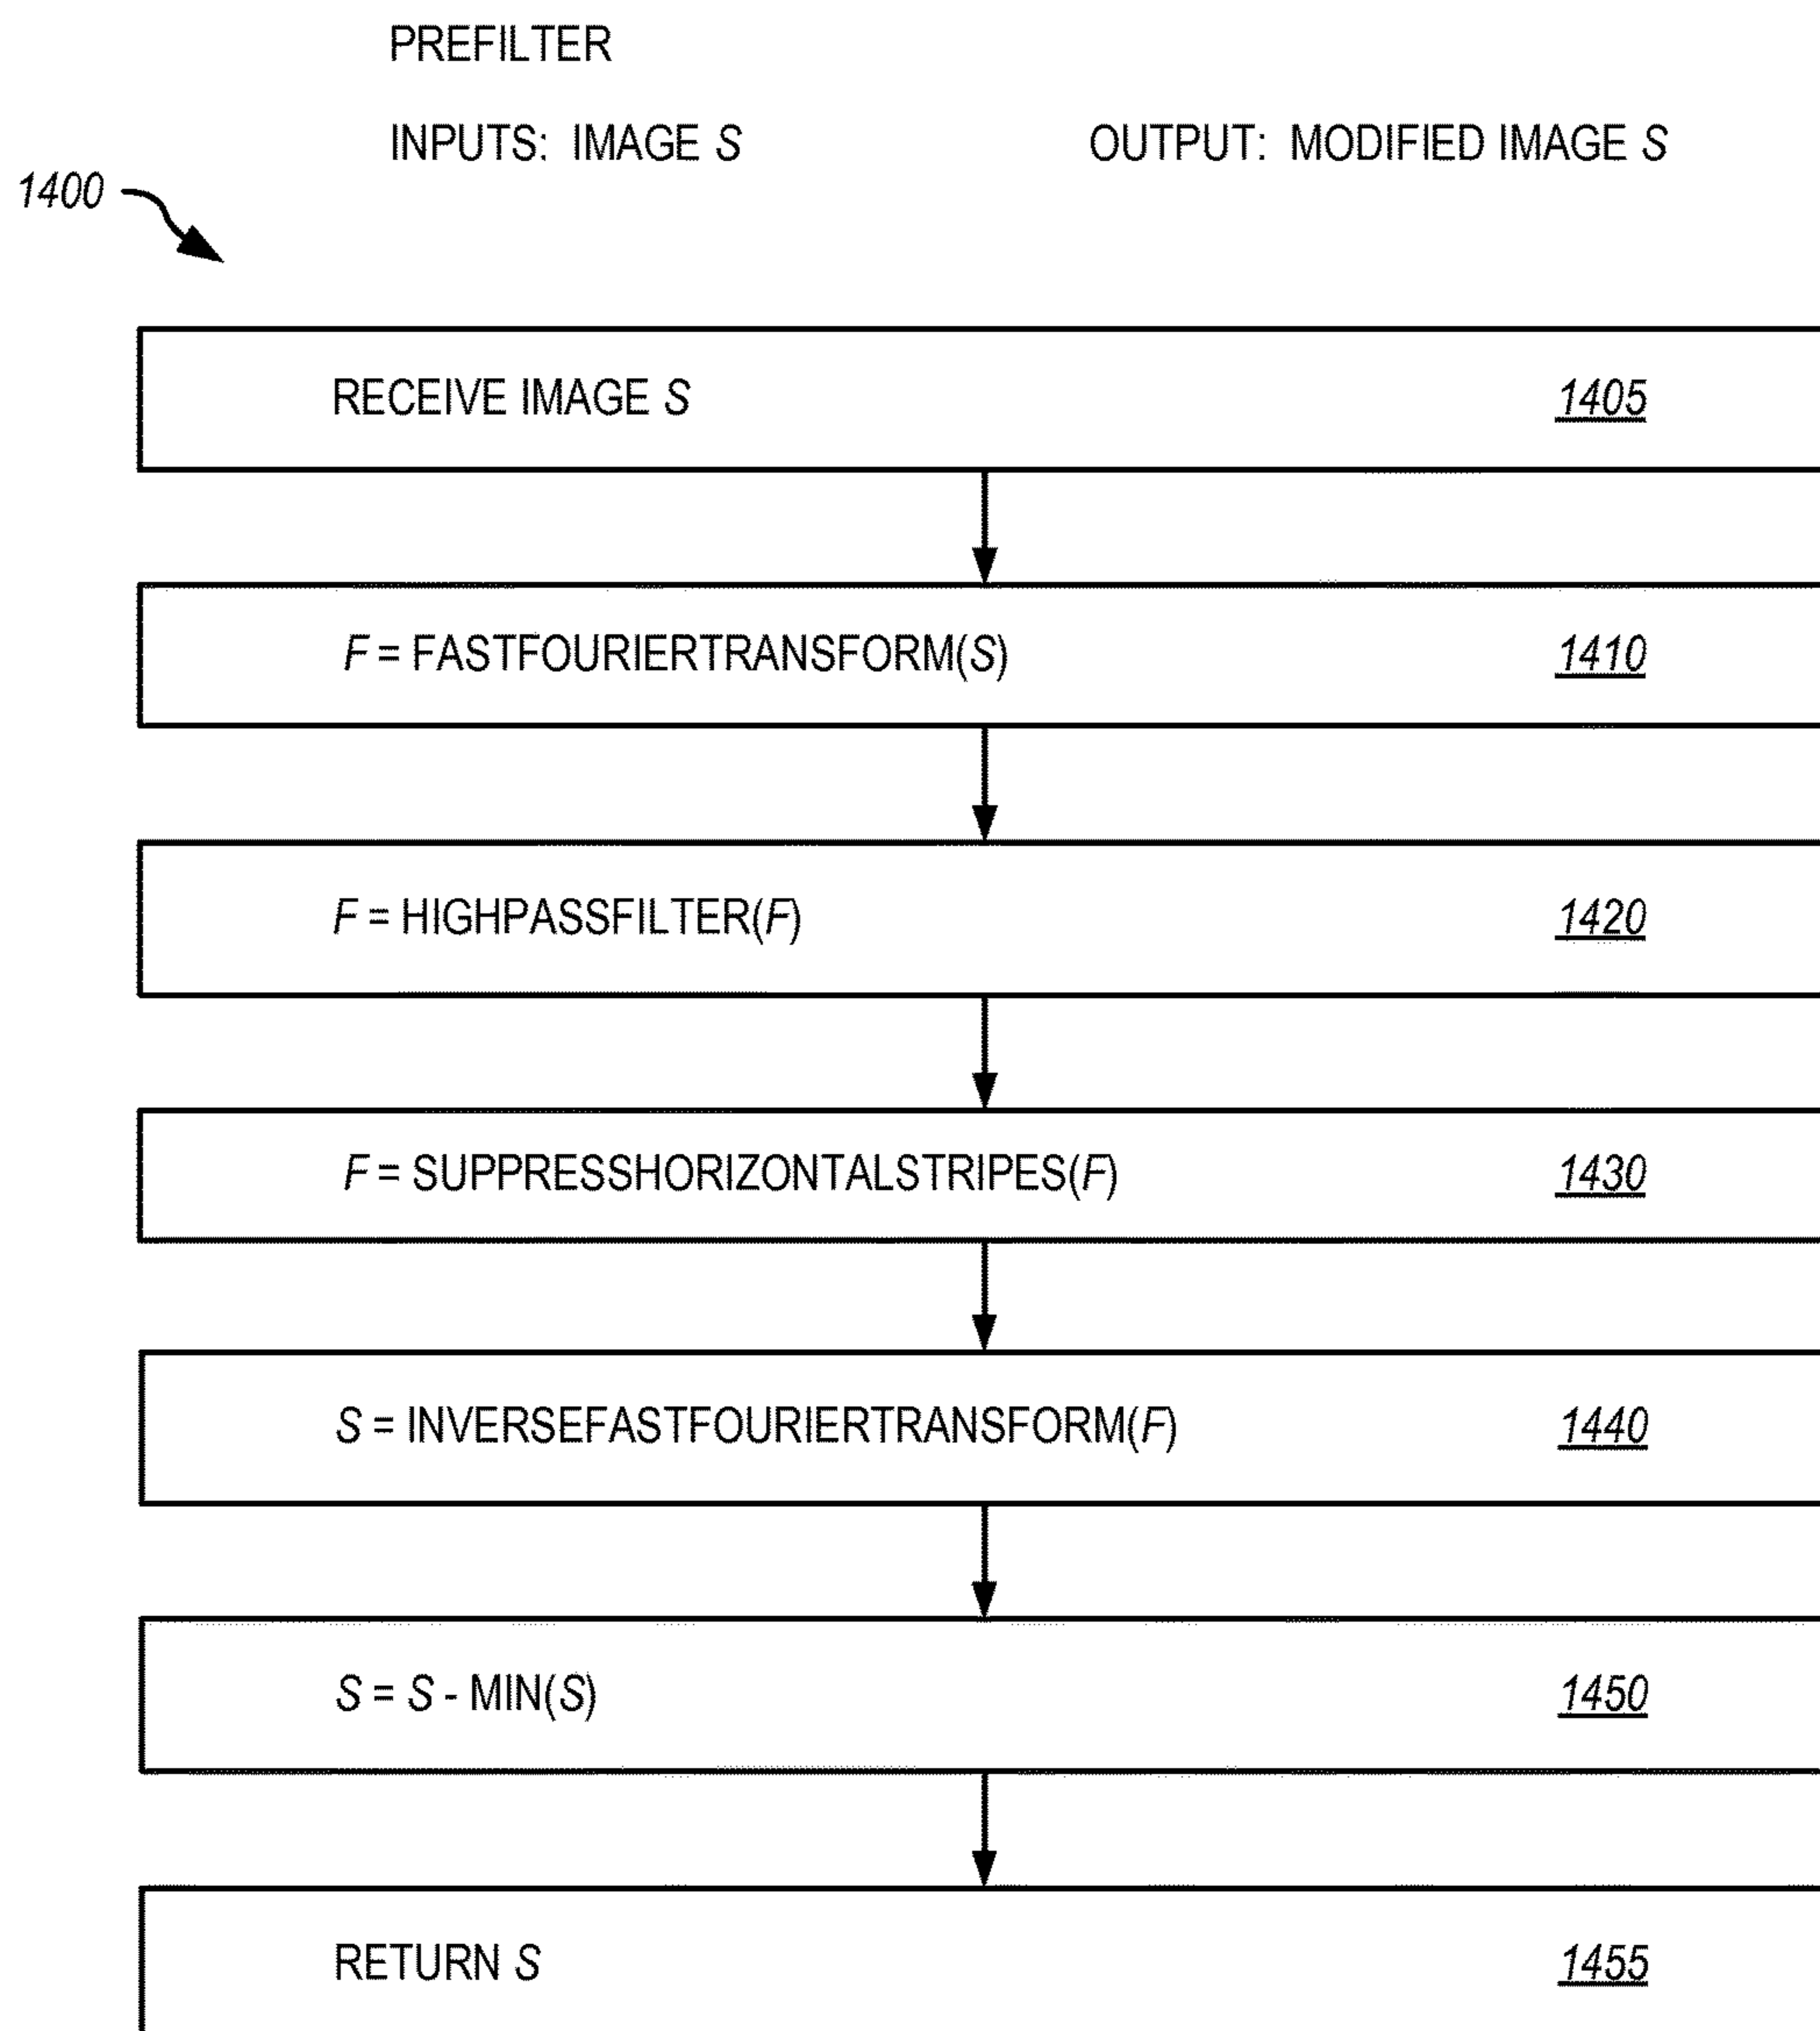 PREFILTER
INPUTS: IMAGE S OUTPUT: MODIFIED IMAGE S
1400
RECEIVE IMAGE S 1405
F = FASTFOURIERTRANSFORM(S) 1410
F = HIGHPASSFILTER(F) 1420
F = SUPPRESSHORIZONTALSTRIPES(F) 1430
S = INVERSEFASTFOURIERTRANSFORM(F) 1440
S = S - MIN(S) 1450
RETURN S 1455